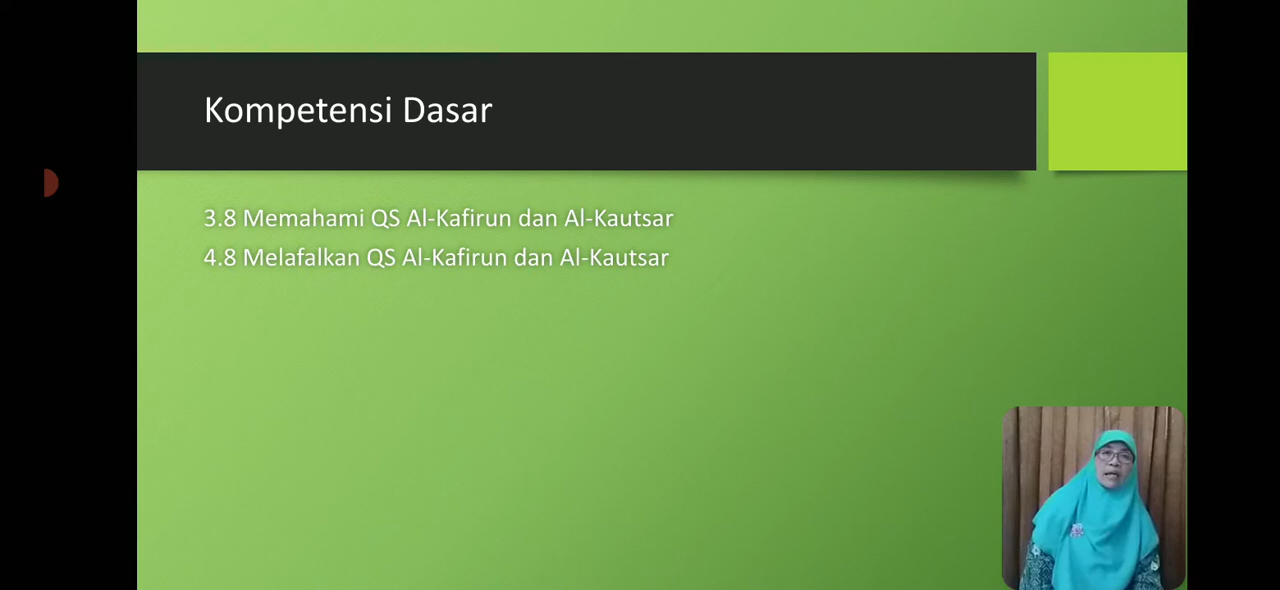 Kompetensi Dasar
3.8 Memahami QS Al-Kafirun dan Al-Kautsar
4.8 Melafalkan QS Al-Kafirun dan Al-Kautsar